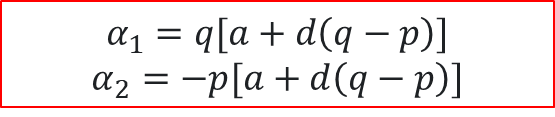 α₁ = q[a + d(q − p)]
α₂ = −p[a + d(q − p)]